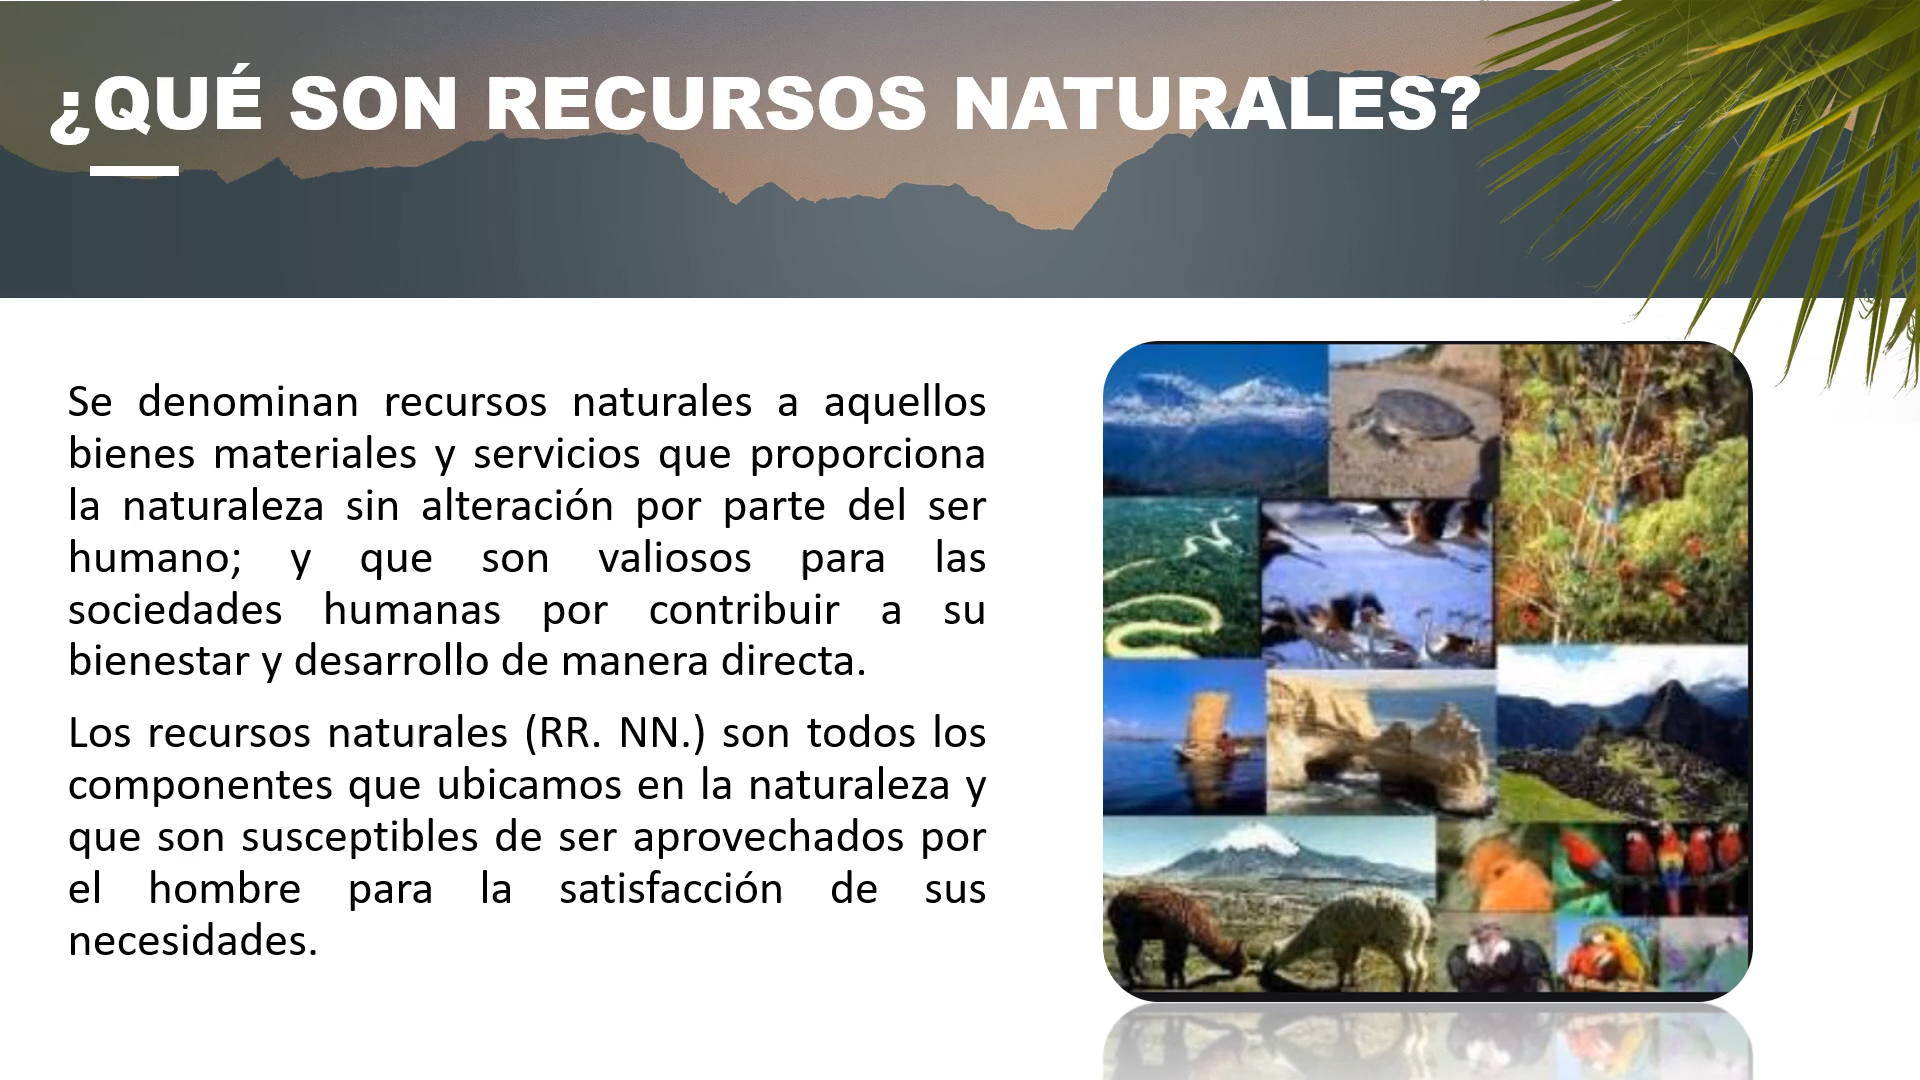 ¿QUÉ SON RECURSOS NATURALES?
Se denominan recursos naturales a aquellos
bienes materiales y servicios que proporciona
la naturaleza sin alteración por parte del ser
humano; y que son valiosos para las
sociedades humanas por contribuir a su
bienestar y desarrollo de manera directa.
Los recursos naturales (RR. NN.) son todos los
componentes que ubicamos en la naturaleza y
que son susceptibles de ser aprovechados por
el hombre para la satisfacción de sus
necesidades.